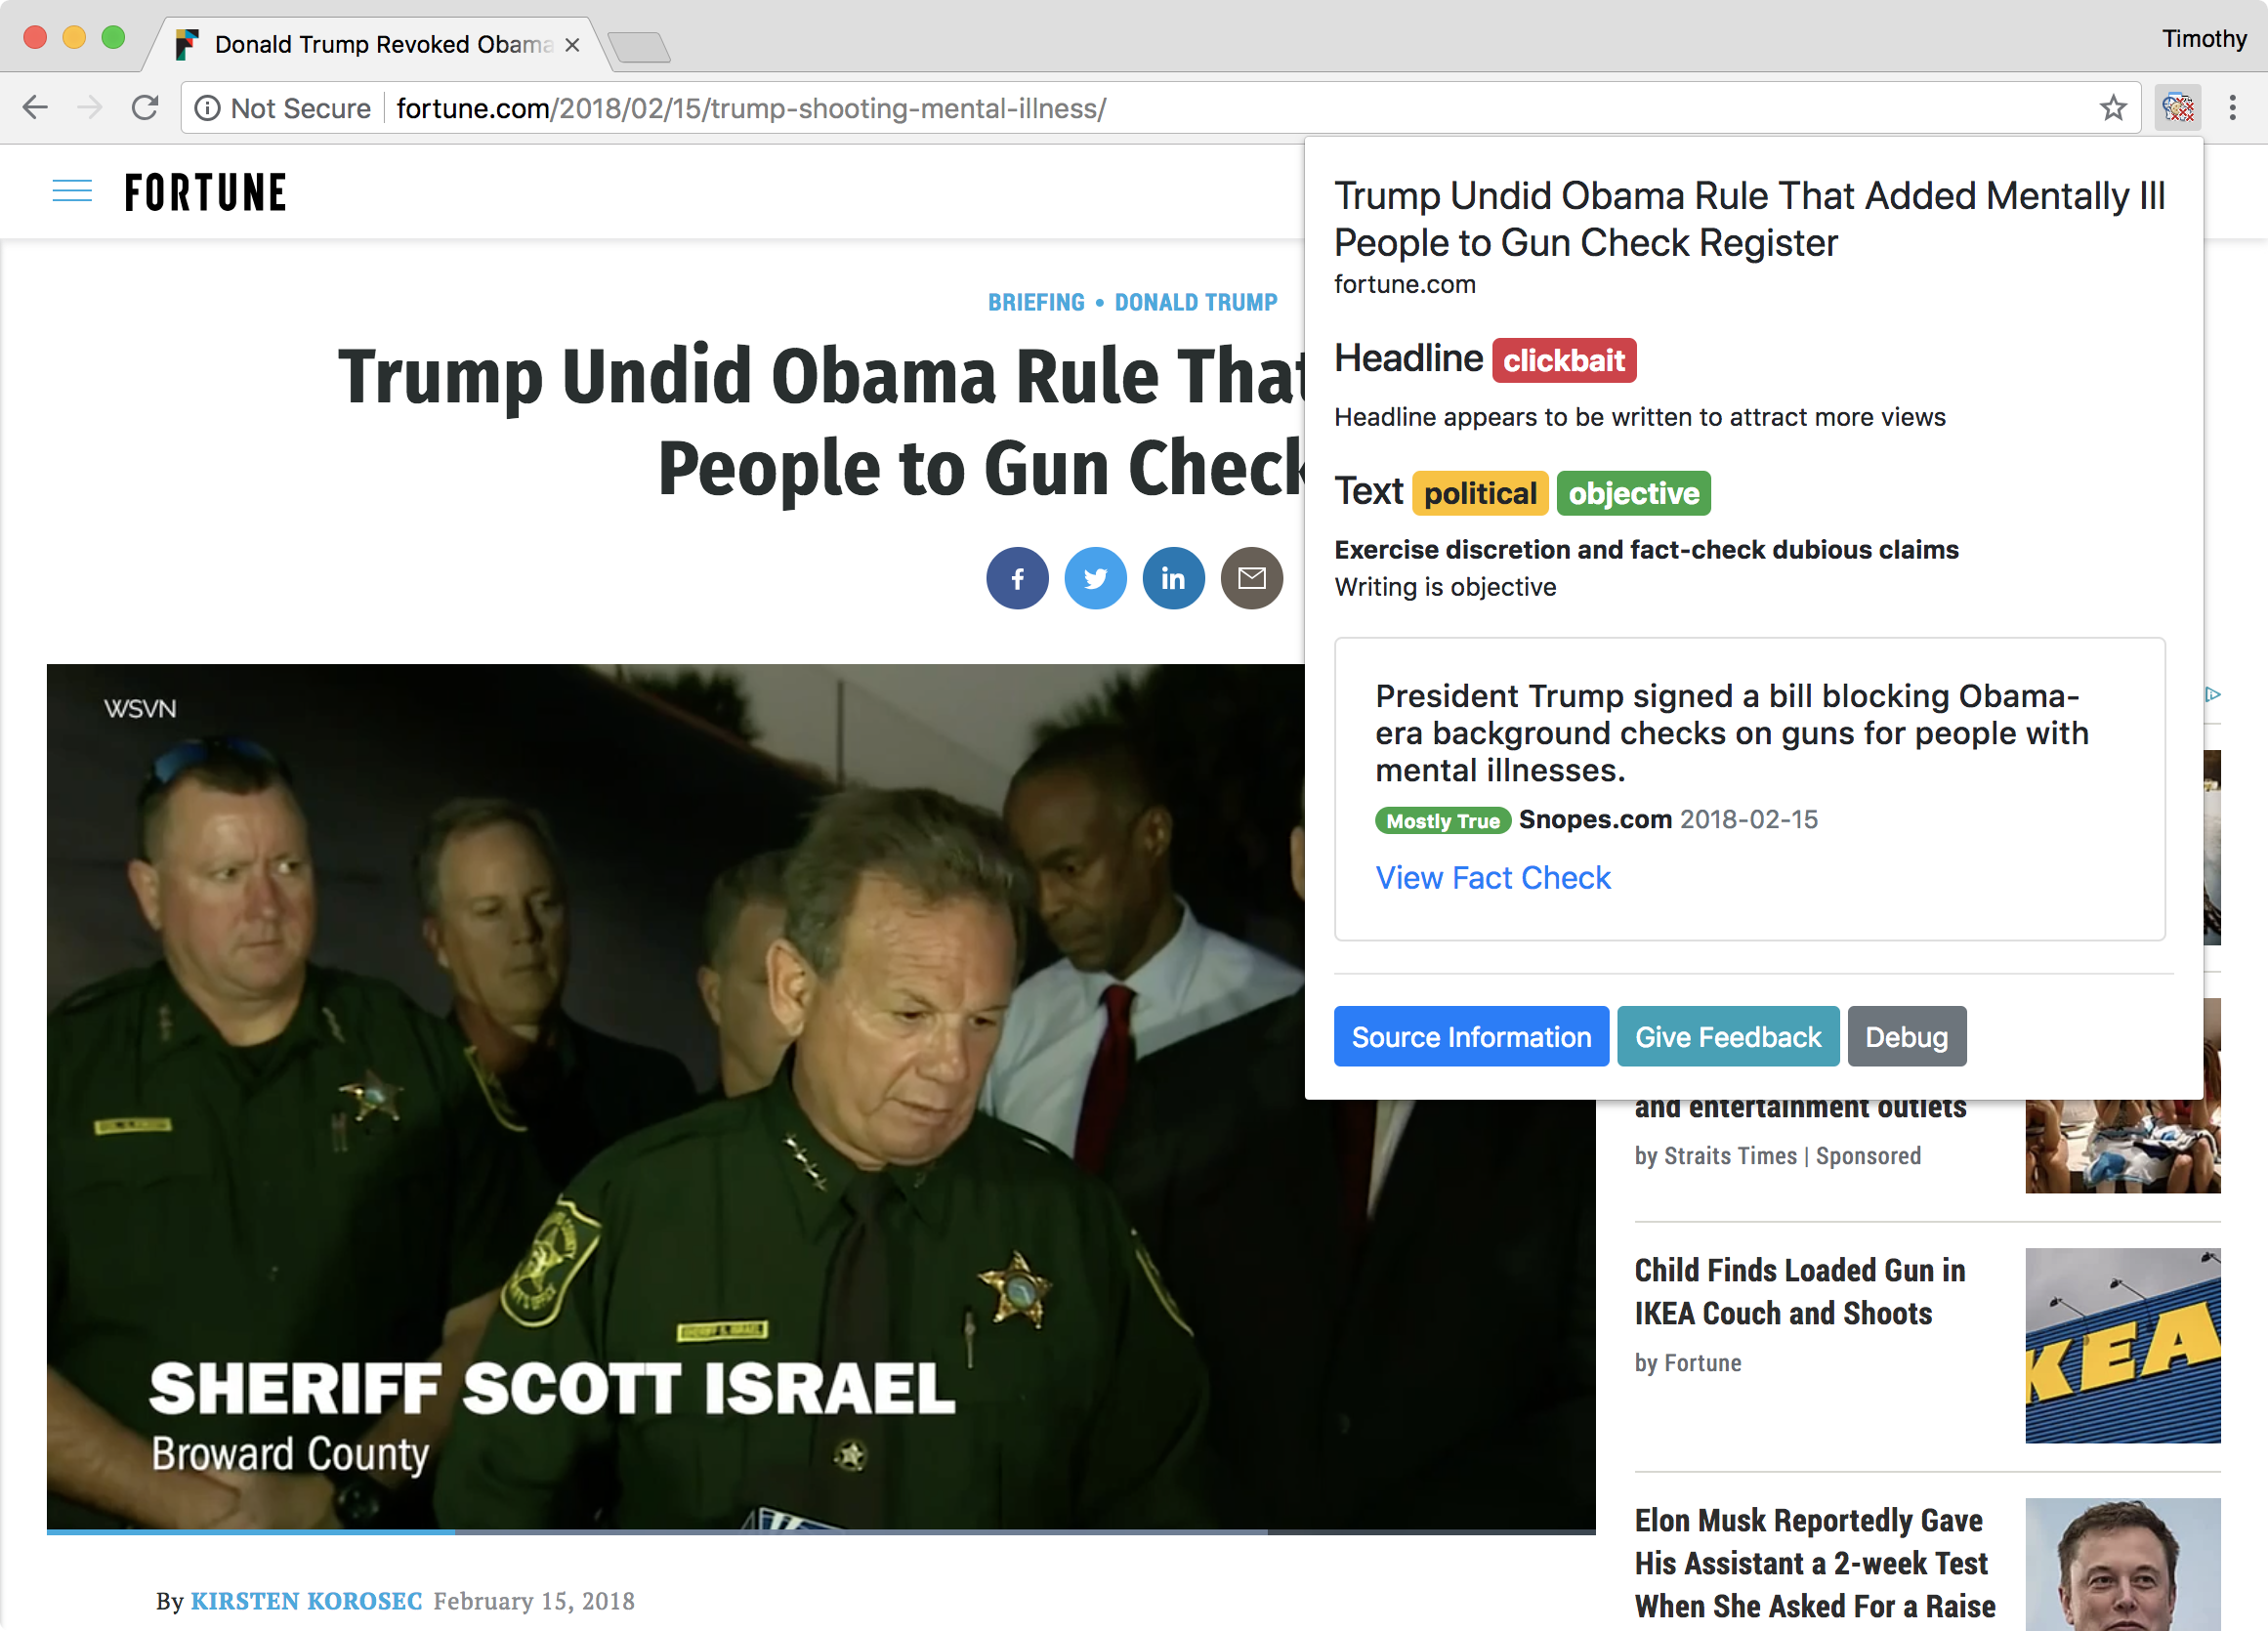 Donald Trump Revoked Obama
Timothy
Not Secure fortune.com/2018/02/15/trump-shooting-mental-illness/
FORTUNE
BRIEFING • DONALD TRUMP
Trump Undid Obama Rule That
People to Gun Check
WSVN
SHERIFF SCOTT ISRAEL
Broward County
By KIRSTEN KOROSEC February 15, 2018
Trump Undid Obama Rule That Added Mentally Ill
People to Gun Check Register
fortune.com
Headline clickbait
Headline appears to be written to attract more views
Text political objective
Exercise discretion and fact-check dubious claims
Writing is objective
President Trump signed a bill blocking Obama-
era background checks on guns for people with
mental illnesses.
Mostly True Snopes.com 2018-02-15
View Fact Check
Source Information Give Feedback Debug
and entertainment outlets
by Straits Times | Sponsored
Child Finds Loaded Gun in
IKEA Couch and Shoots
by Fortune
KEA
Elon Musk Reportedly Gave
His Assistant a 2-week Test
When She Asked For a Raise